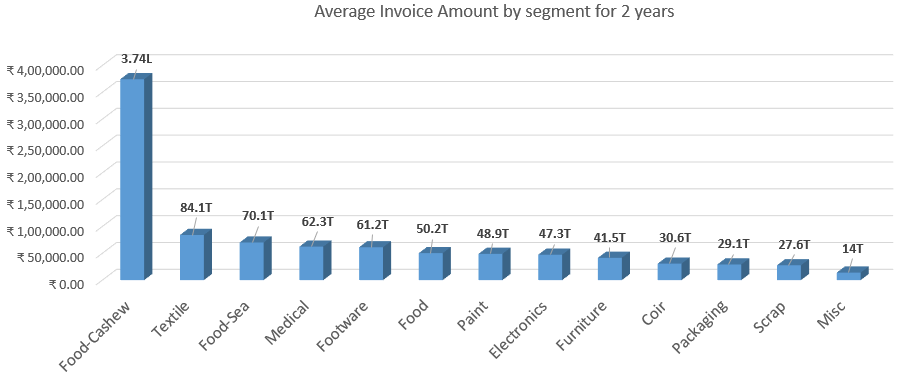 Average Invoice Amount by segment for 2 years
₹ 4,00,000.00
₹ 3,50,000.00
₹ 3,00,000.00
₹ 2,50,000.00
₹ 2,00,000.00
₹ 1,50,000.00
₹ 1,00,000.00
₹ 50,000.00
₹ 0.00
3.74L
84.1T
70.1T
62.3T
61.2T
50.2T
48.9T
47.3T
41.5T
30.6T
29.1T
27.6T
14T
Food-Cashew
Textile
Food-Sea
Medical
Footware
Food
Paint
Electronics
Furniture
Coir
Packaging
Scrap
Misc